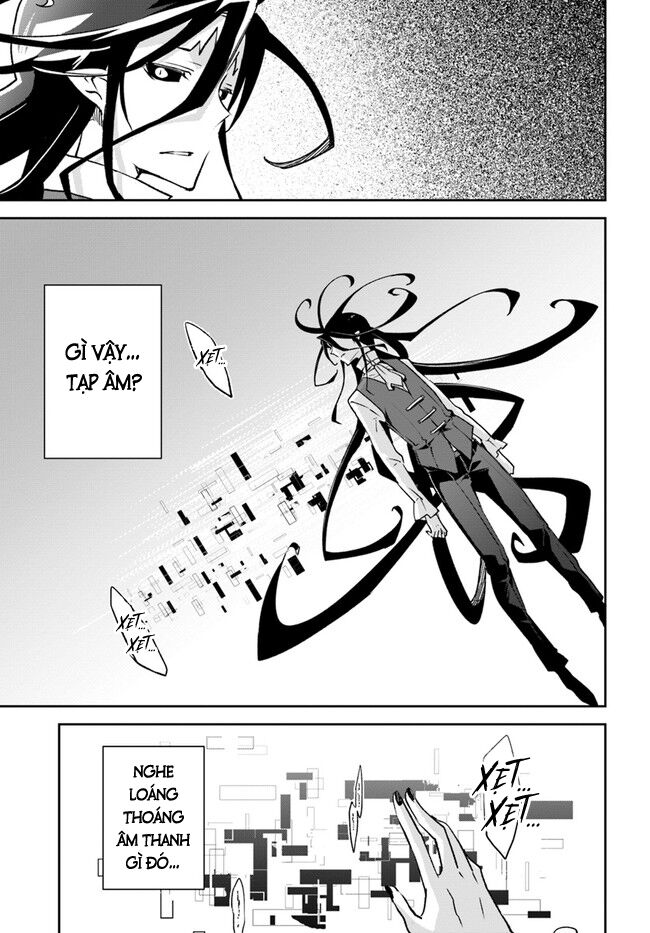 GÌ VẬY...
TẠP ÂM?
XẸT...
XẸT...
XẸT...
NGHE
LOÁNG
THOÁNG
ÂM THANH
GÌ ĐÓ...
XẸT...
XẸT...